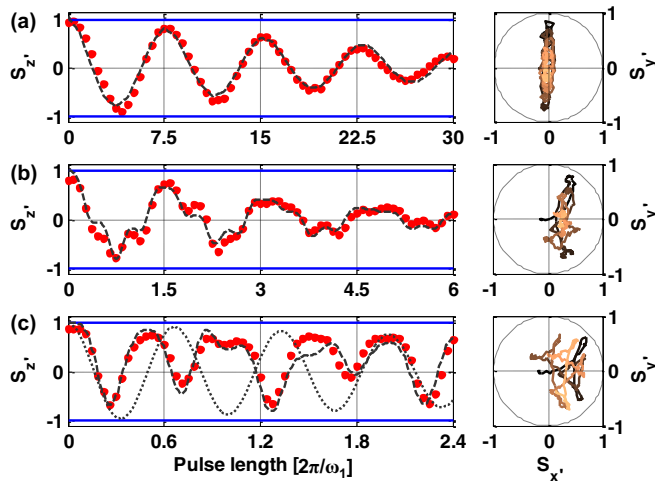 (a)
S_z'
1
0
-1
0 7.5 15 22.5 30
1
0
-1
S_y'
-1 0 1
(b)
S_z'
1
0
-1
0 1.5 3 4.5 6
1
0
-1
S_y'
-1 0 1
(c)
S_z'
1
0
-1
0 0.6 1.2 1.8 2.4
Pulse length [2π/ω₁]
1
0
-1
S_y'
-1 0 1
S_x'